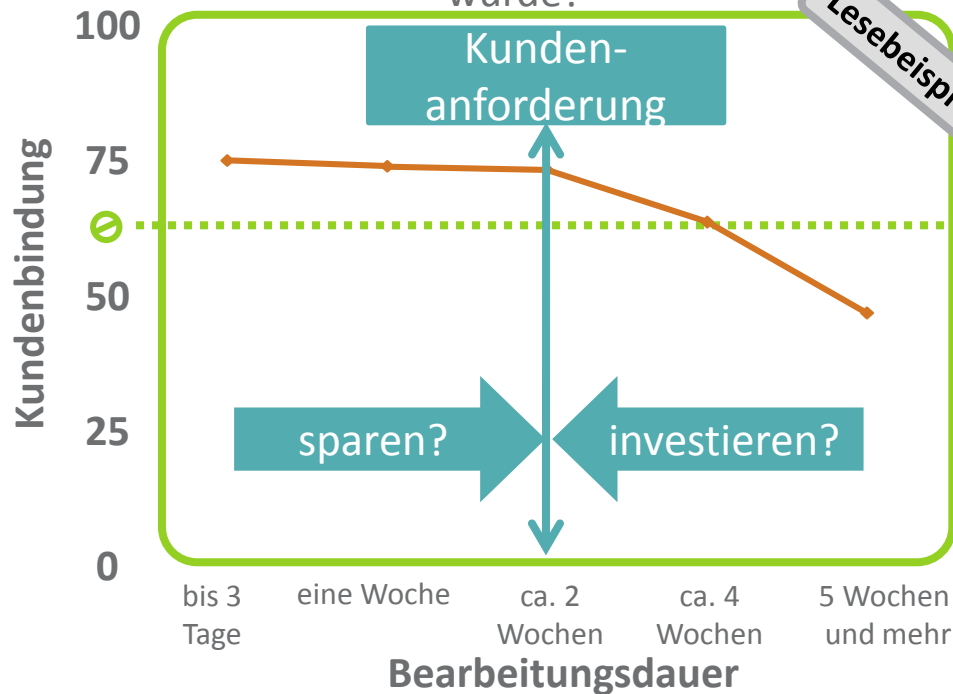 wurde?
100
Kunden-
anforderung
75
Ø
50
25
0
Kundenbindung
sparen?
investieren?
bis 3
Tage
eine Woche
ca. 2
Wochen
ca. 4
Wochen
5 Wochen
und mehr
Bearbeitungsdauer